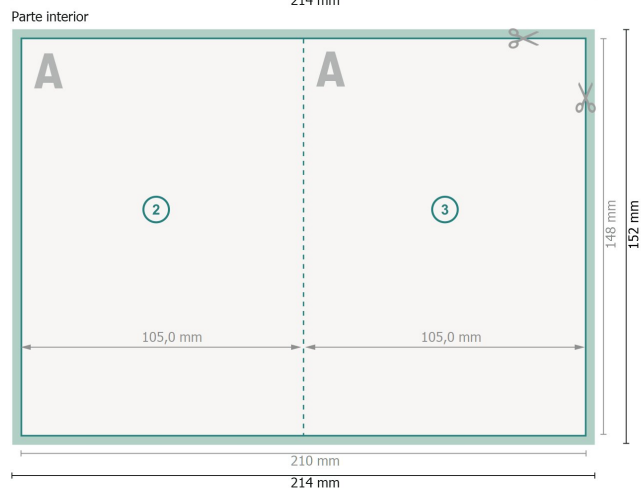 214 mm
Parte interior
A
A
2
3
148 mm
152 mm
105,0 mm
105,0 mm
210 mm
214 mm